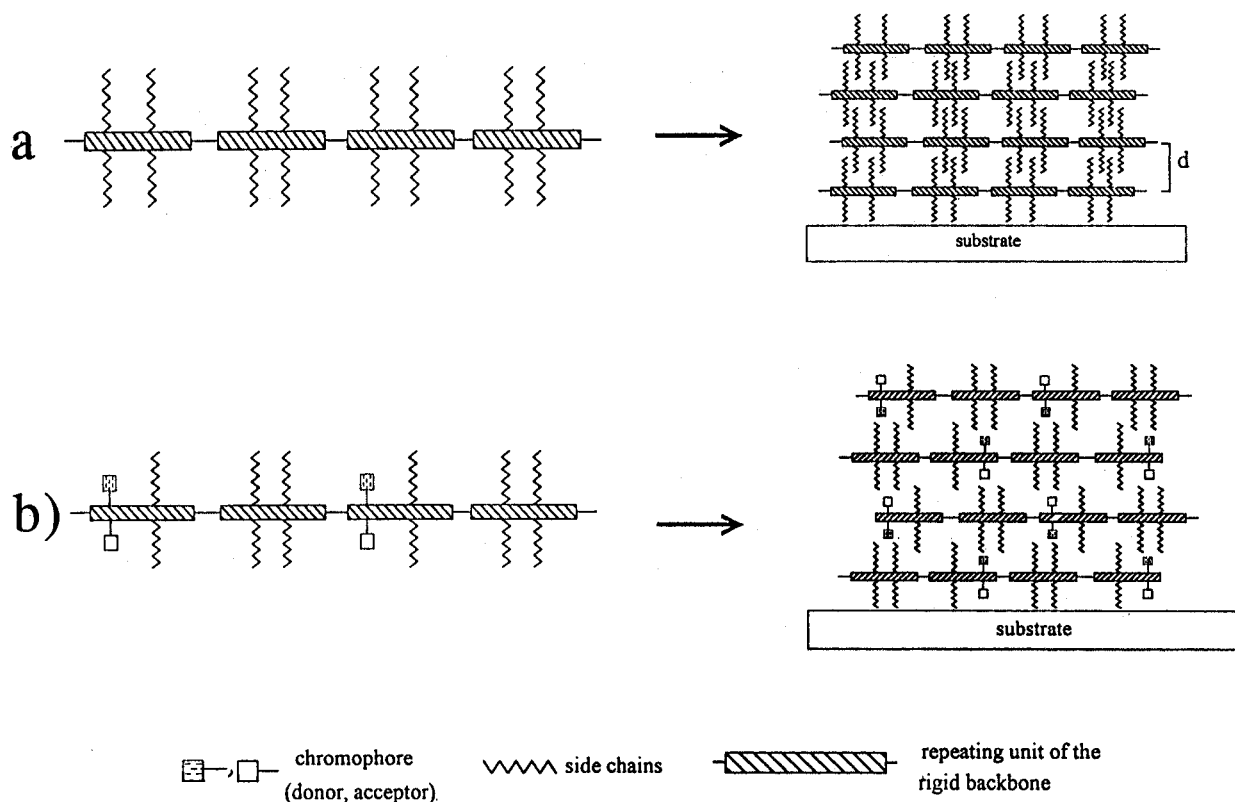 a
d
substrate
b)
substrate
chromophore
(donor, acceptor)
side chains
repeating unit of the
rigid backbone